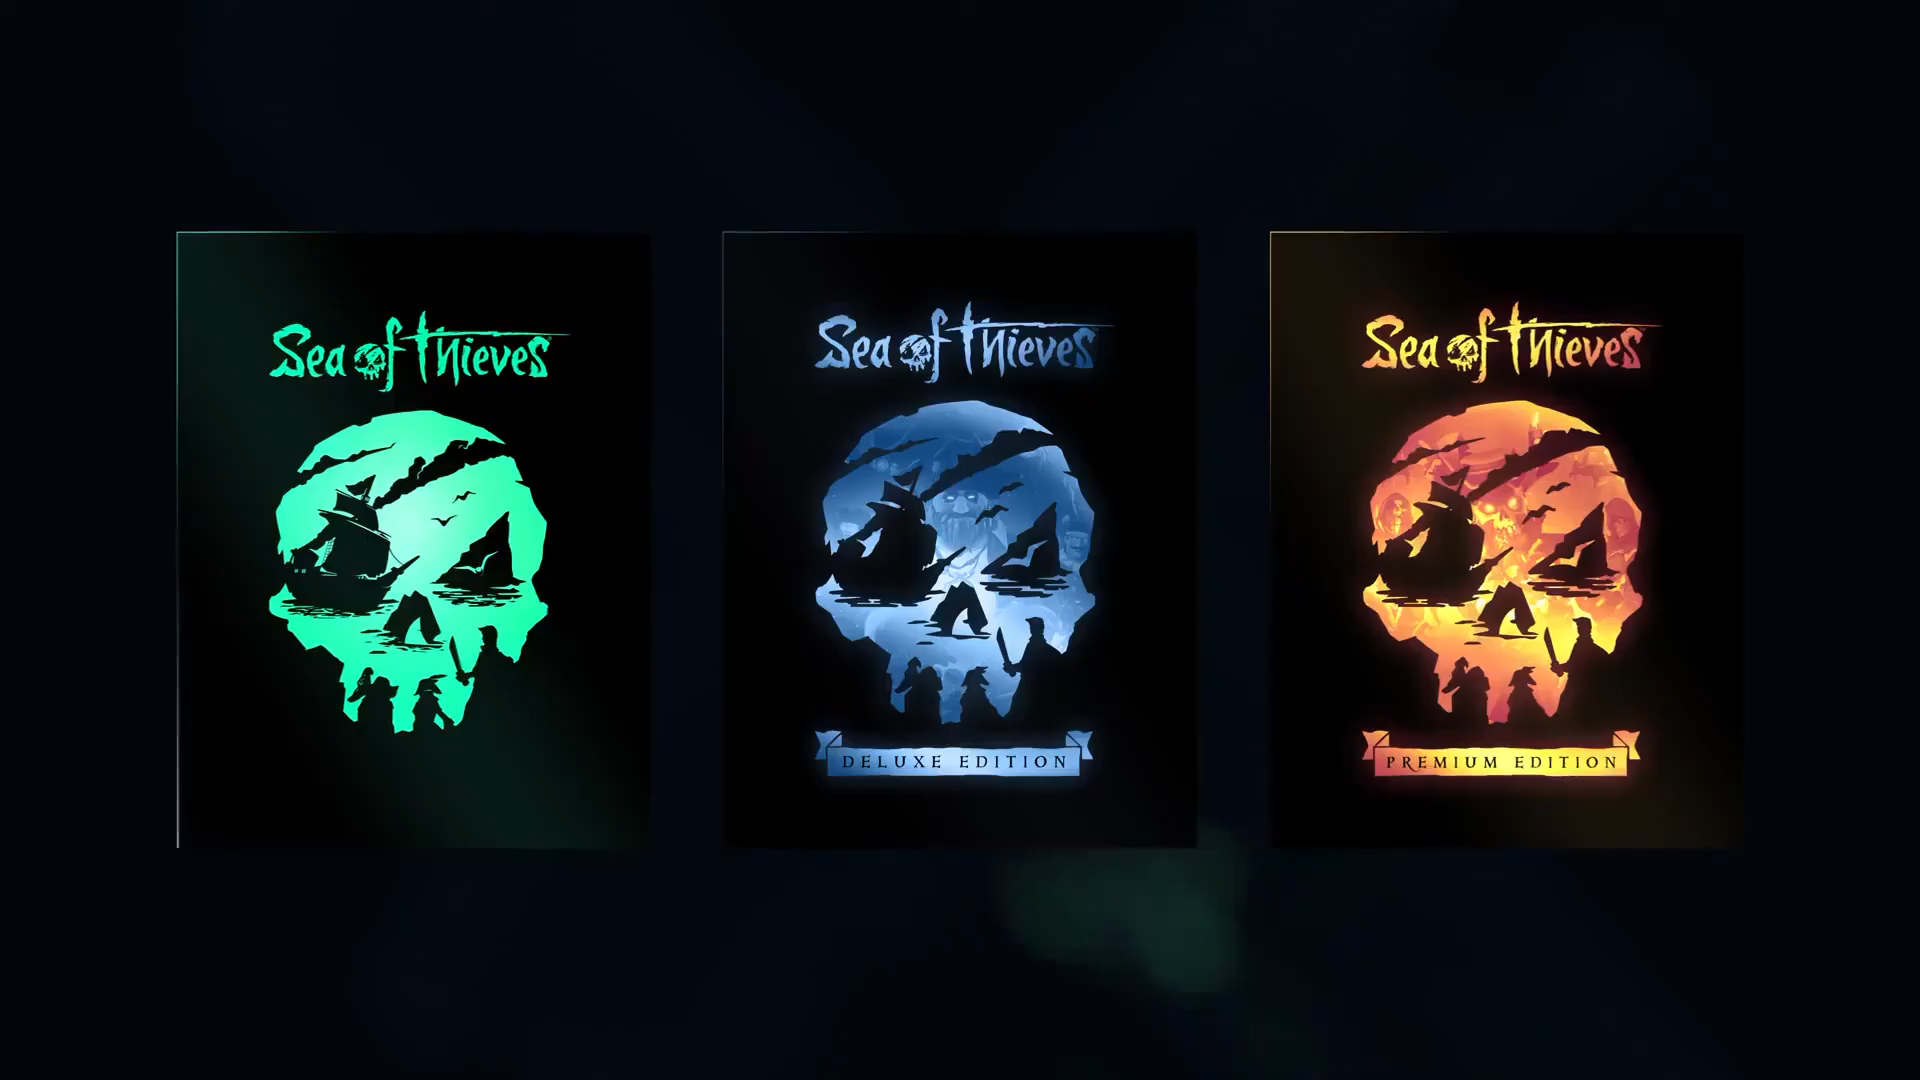 Sea of Thieves
Sea of Thieves
DELUXE EDITION
Sea of Thieves
PREMIUM EDITION